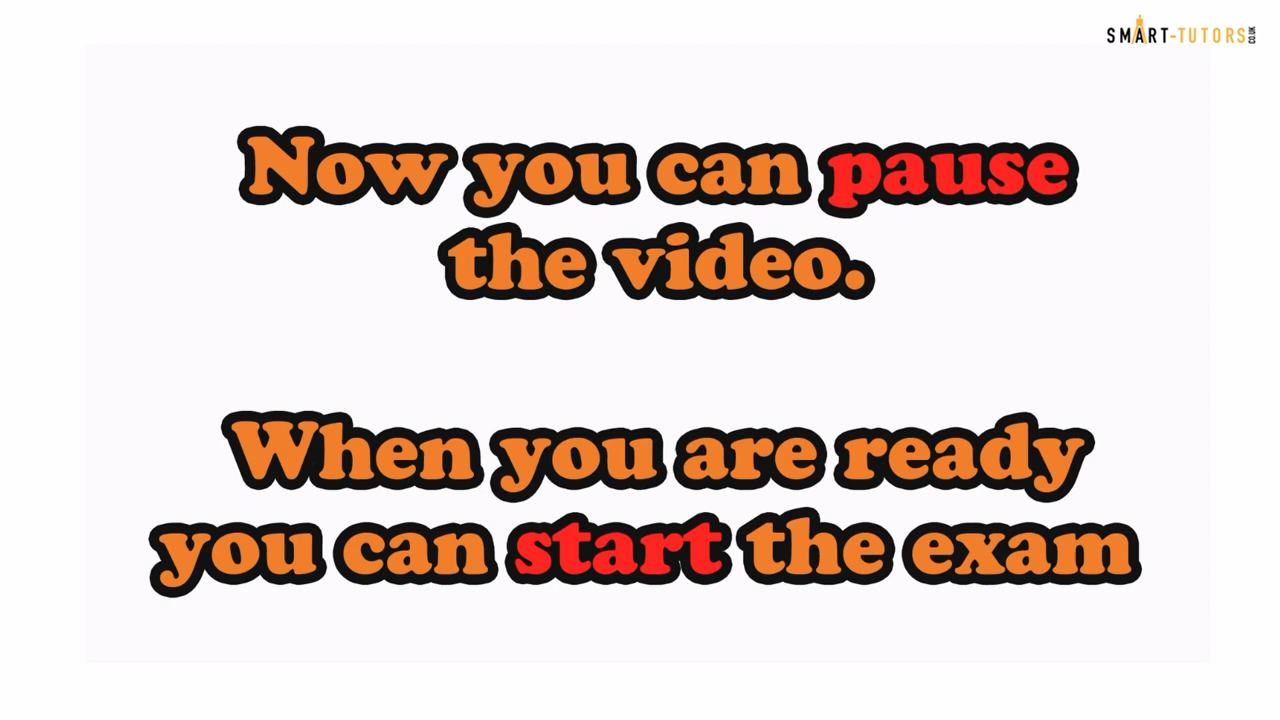 SMART-TUTORS.CO.UK
Now you can pause
the video.
When you are ready
you can start the exam